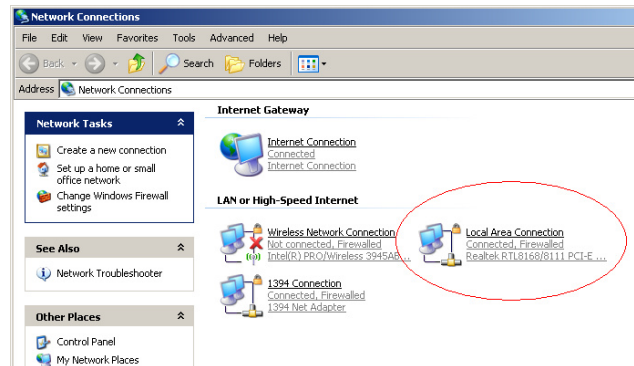 Network Connections
File Edit View Favorites Tools Advanced Help
Back Search Folders
Address Network Connections
Network Tasks
Create a new connection
Set up a home or small
office network
Change Windows Firewall
settings
See Also
Network Troubleshooter
Other Places
Control Panel
My Network Places
Internet Gateway
Internet Connection
Connected
Internet Connection
LAN or High-Speed Internet
Wireless Network Connection
Not connected, Firewalled
Intel(R) PRO/Wireless 3945AB...
Local Area Connection
Connected, Firewalled
Realtek RTL8168/8111 PCI-E ...
1394 Connection
Connected, Firewalled
1394 Net Adapter